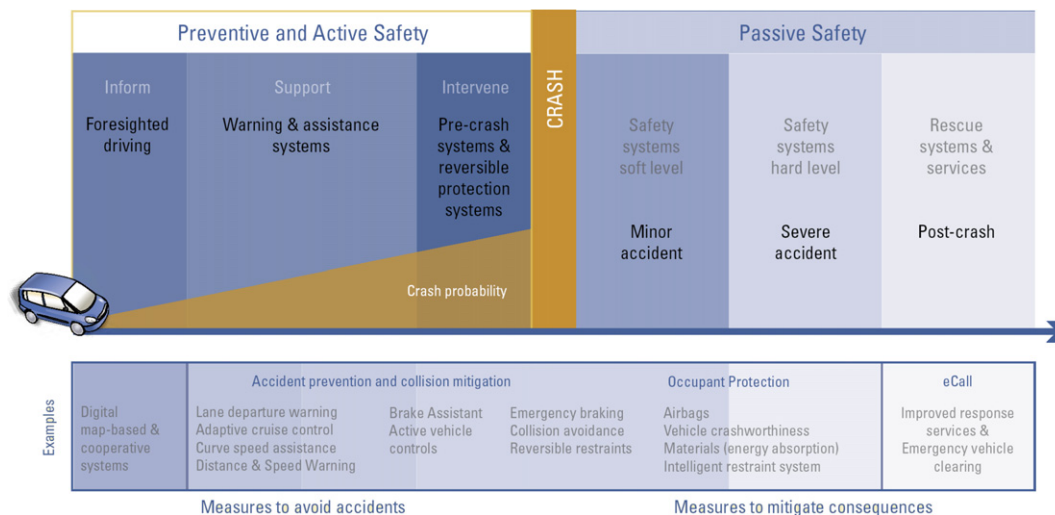 Preventive and Active Safety
Passive Safety
CRASH
Inform
Foresighted
driving
Support
Warning & assistance
systems
Intervene
Pre-crash
systems &
reversible
protection
systems
Safety
systems
soft level
Minor
accident
Safety
systems
hard level
Severe
accident
Rescue
systems &
services
Post-crash
Crash probability
Examples
Digital
map-based &
cooperative
systems
Accident prevention and collision mitigation
Lane departure warning
Adaptive cruise control
Curve speed assistance
Distance & Speed Warning
Brake Assistant
Active vehicle
controls
Emergency braking
Collision avoidance
Reversible restraints
Occupant Protection
Airbags
Vehicle crashworthiness
Materials (energy absorption)
Intelligent restraint system
eCall
Improved response
services &
Emergency vehicle
clearing
Measures to avoid accidents
Measures to mitigate consequences